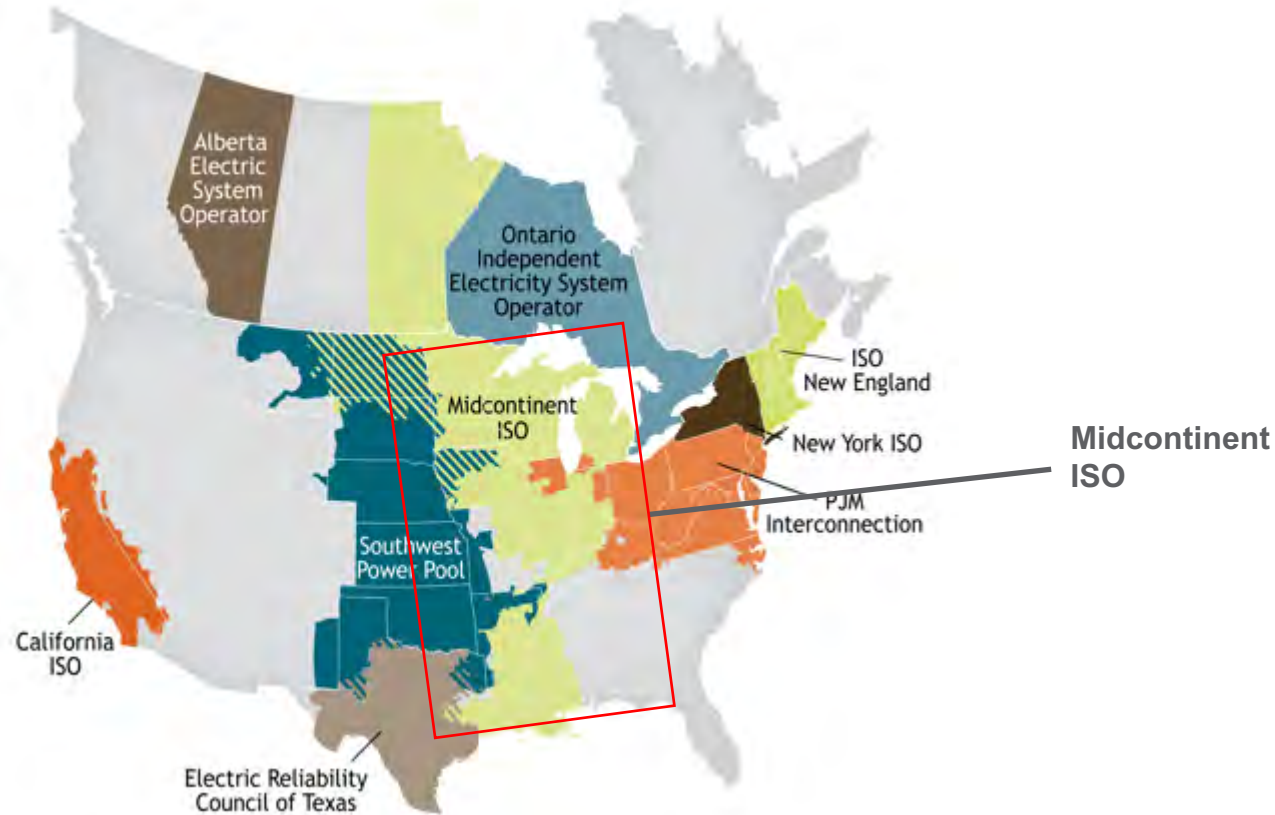 Alberta
Electric
System
Operator
Ontario
Independent
Electricity System
Operator
ISO
New England
Midcontinent
ISO
New York ISO
Midcontinent
ISO
PJM
Interconnection
Southwest
Power Pool
California
ISO
Electric Reliability
Council of Texas